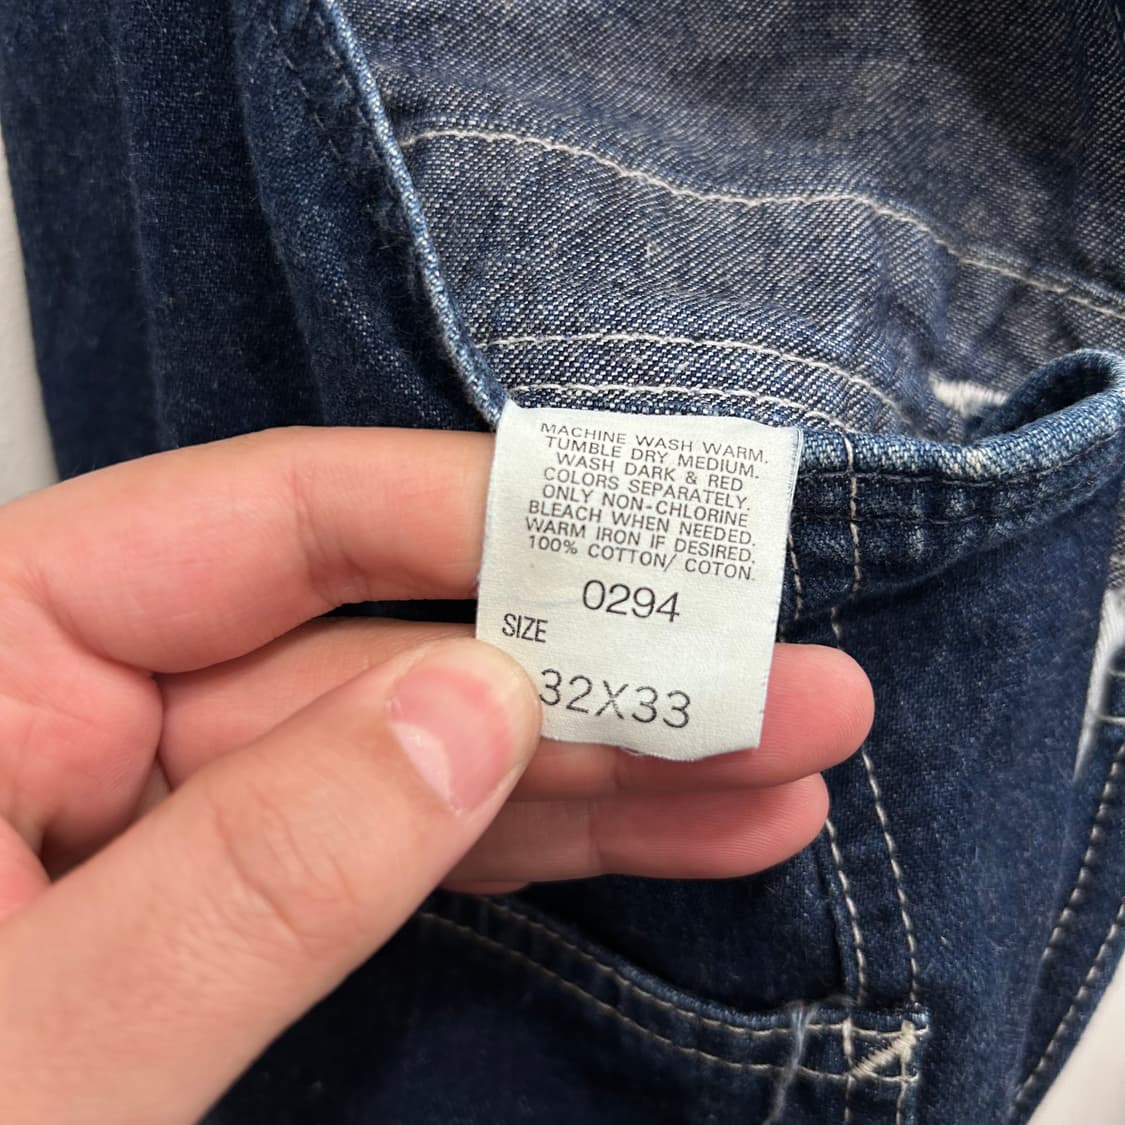 MACHINE WASH WARM.
TUMBLE DRY MEDIUM.
WASH DARK & RED
COLORS SEPARATELY.
ONLY NON-CHLORINE
BLEACH WHEN NEEDED.
WARM IRON IF DESIRED.
100% COTTON/ COTON.
0294
SIZE
32X33